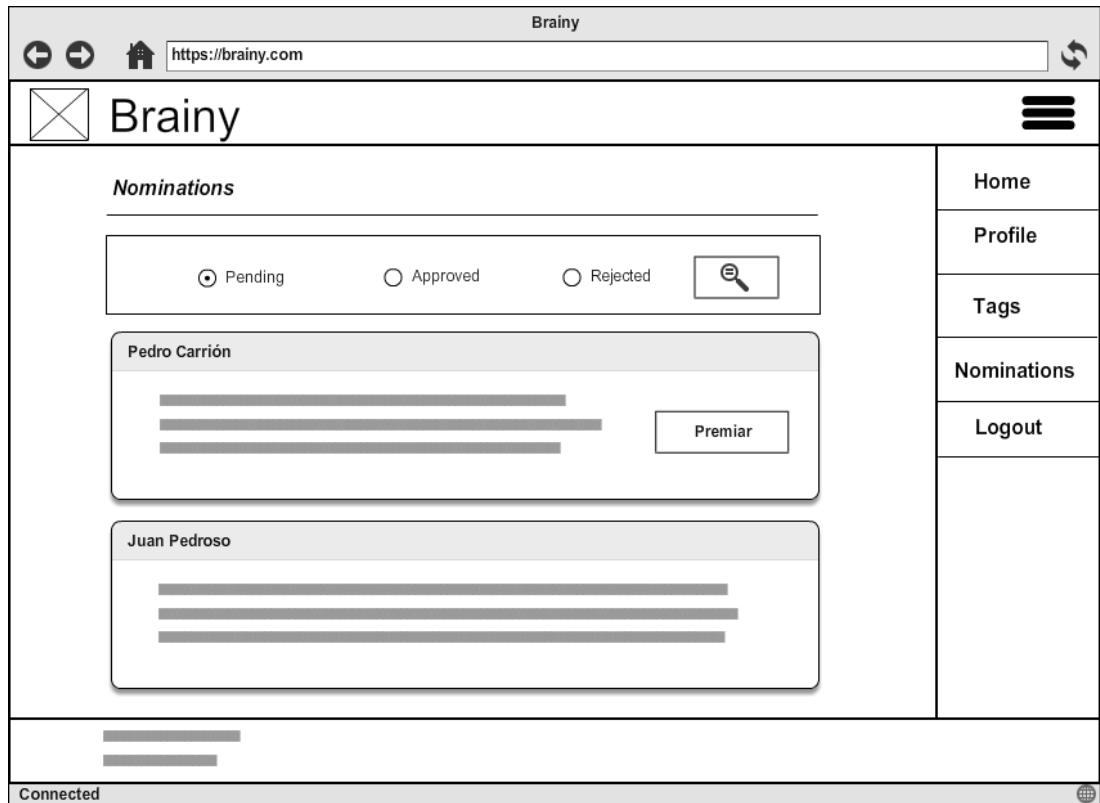 Brainy
https://brainy.com
Brainy
Nominations
Pending Approved Rejected
Pedro Carrión
Premiar
Juan Pedroso
Home
Profile
Tags
Nominations
Logout
Connected